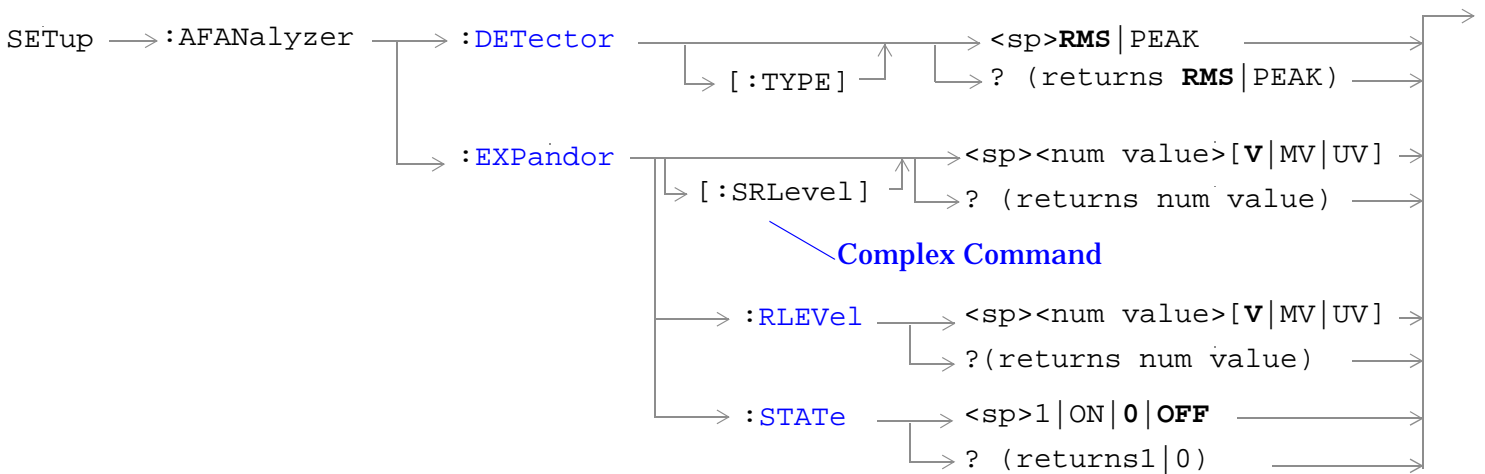 SETup :AFANalyzer :DETector <sp>RMS|PEAK
[:TYPE] ? (returns RMS|PEAK)
:EXPandor <sp><num value>[V|MV|UV]
[:SRLevel] ? (returns num value)
Complex Command
:RLEVel <sp><num value>[V|MV|UV]
?(returns num value)
:STATe <sp>1|ON|0|OFF
? (returns1|0)